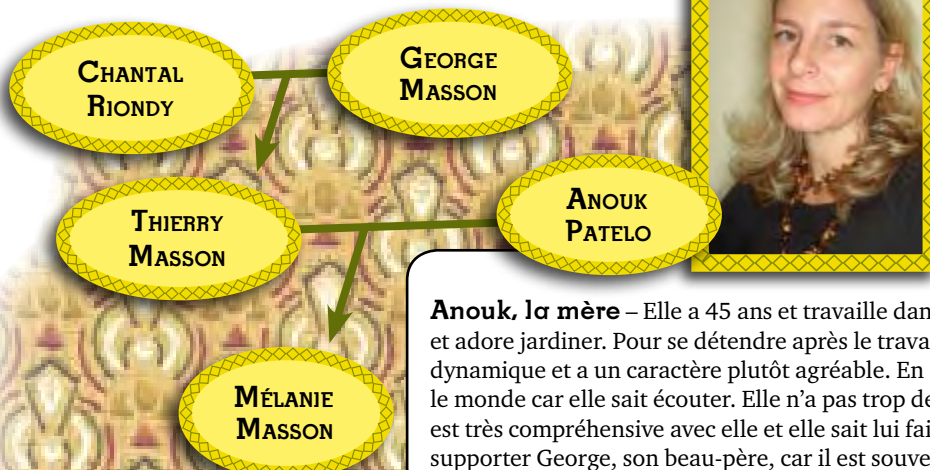 CHANTAL
RIONDY
GEORGE
MASSON
THIERRY
MASSON
ANOUK
PATELO
MÉLANIE
MASSON
Anouk, la mère – Elle a 45 ans et travaille dan
et adore jardiner. Pour se détendre après le trava
dynamique et a un caractère plutôt agréable. En
le monde car elle sait écouter. Elle n’a pas trop de
est très compréhensive avec elle et elle sait lui fai
supporter George, son beau-père, car il est souve